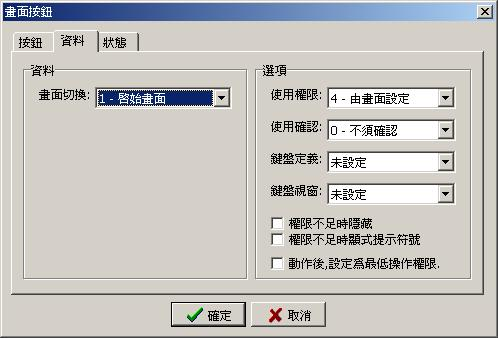 畫面按鈕
按鈕 資料 狀態
資料
畫面切換: 1 - 啓始畫面
選項
使用權限: 4 - 由畫面設定
使用確認: 0 - 不須確認
鍵盤定義: 未設定
鍵盤視窗: 未設定
權限不足時隱藏
權限不足時顯式提示符號
動作後,設定爲最低操作權限.
確定 取消